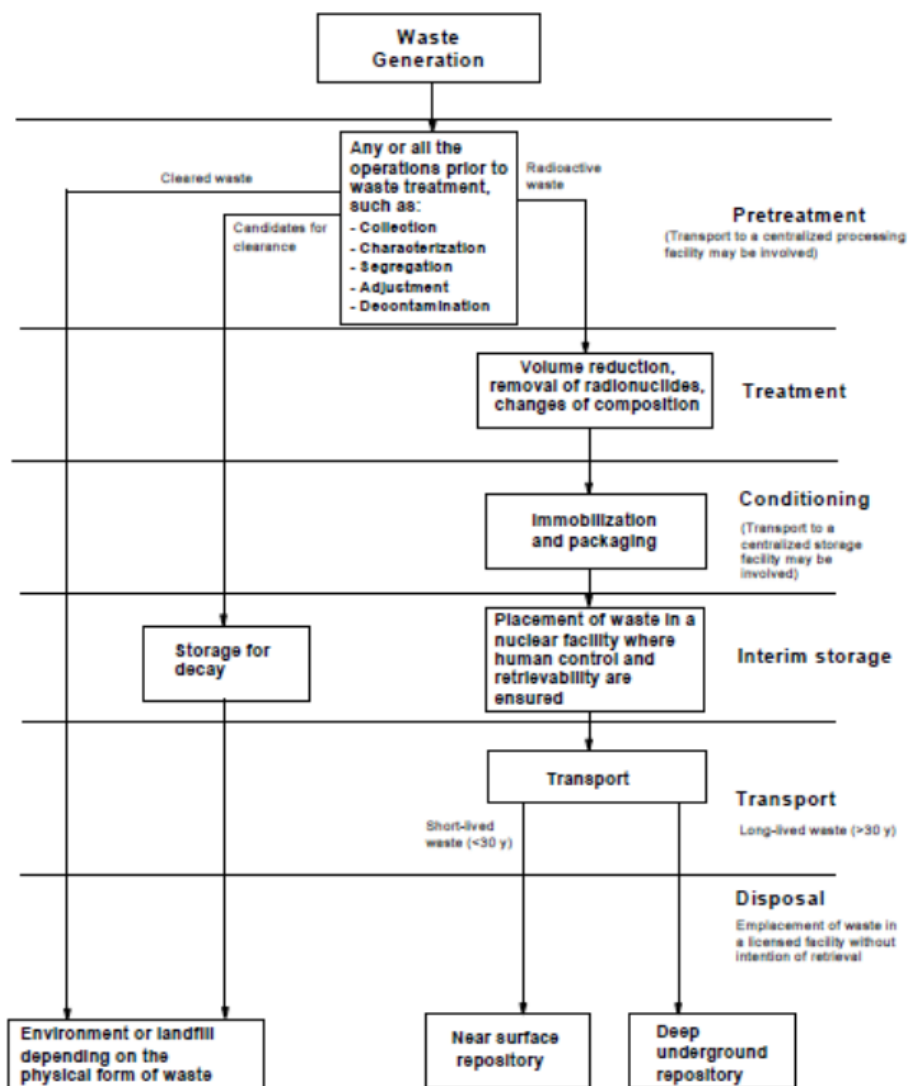 Waste
Generation
Any or all the
operations prior to
waste treatment,
such as:
- Collection
- Characterization
- Segregation
- Adjustment
- Decontamination
Cleared waste
Candidates for
clearance
Radioactive
waste
Pretreatment
(Transport to a centralized processing
facility may be involved)
Volume reduction,
removal of radionuclides,
changes of composition
Treatment
Immobilization
and packaging
Conditioning
(Transport to a
centralized storage
facility may be
involved)
Storage for
decay
Placement of waste in a
nuclear facility where
human control and
retrievability are
ensured
Interim storage
Transport
Transport
Short-lived
waste (<30 y)
Long-lived waste (>30 y)
Disposal
Emplacement of waste in
a licensed facility without
intention of retrieval
Environment or landfill
depending on the
physical form of waste
Near surface
repository
Deep
underground
repository